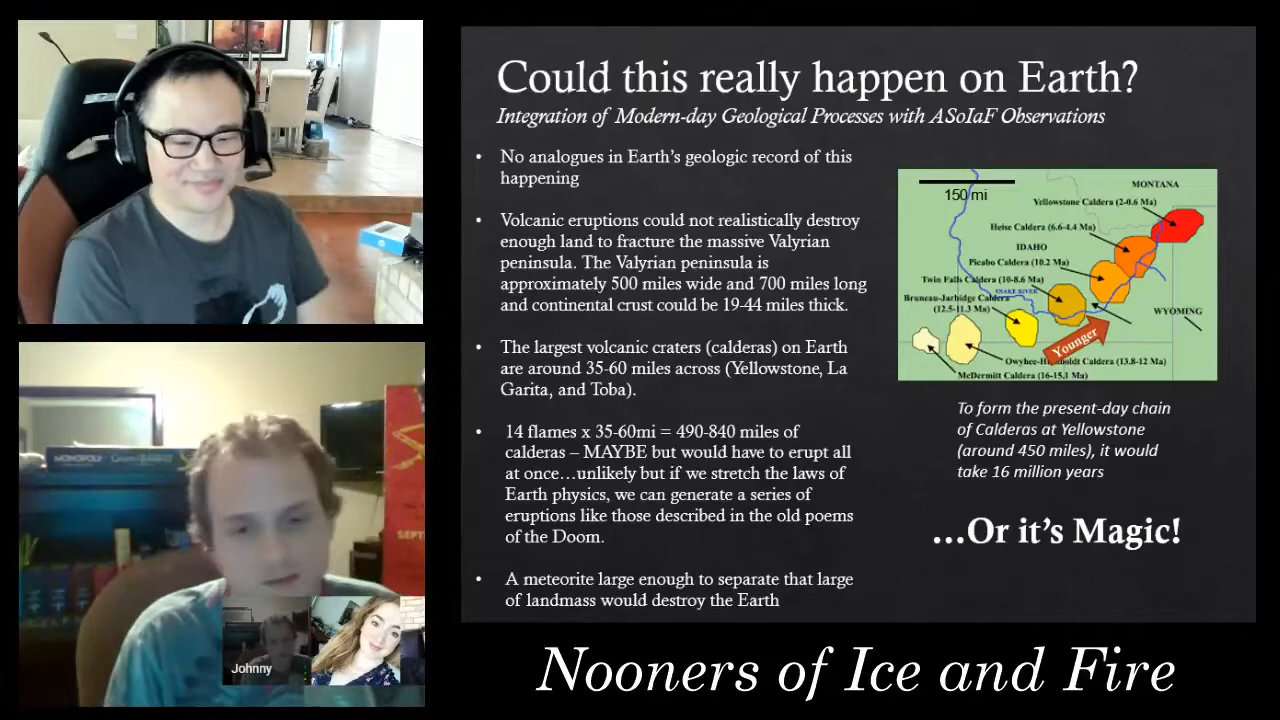 Could this really happen on Earth?
Integration of Modern-day Geological Processes with ASoIaF Observations
• No analogues in Earth's geologic record of this
happening
• Volcanic eruptions could not realistically destroy
enough land to fracture the massive Valyrian
peninsula. The Valyrian peninsula is
approximately 500 miles wide and 700 miles long
and continental crust could be 19-44 miles thick.
• The largest volcanic craters (calderas) on Earth
are around 35-60 miles across (Yellowstone, La
Garita, and Toba).
• 14 flames x 35-60mi = 490-840 miles of
calderas – MAYBE but would have to erupt all
at once…unlikely but if we stretch the laws of
Earth physics, we can generate a series of
eruptions like those described in the old poems
of the Doom.
• A meteorite large enough to separate that large
of landmass would destroy the Earth
150 mi
MONTANA
Yellowstone Caldera (2-0.6 Ma)
Heise Caldera (6.6-4.4 Ma)
IDAHO
Picabo Caldera (10.2 Ma)
Twin Falls Caldera (10-8.6 Ma)
SNAKE RIVER
Bruneau-Jarbidge Caldera
(12.5-11.3 Ma)
WYOMING
Younger
Caldera (13.8-12 Ma)
McDermitt Caldera (16-15.1 Ma)
To form the present-day chain
of Calderas at Yellowstone
(around 450 miles), it would
take 16 million years
…Or it's Magic!
MONOPOLY
SEPT
Johnny
Nooners of Ice and Fire